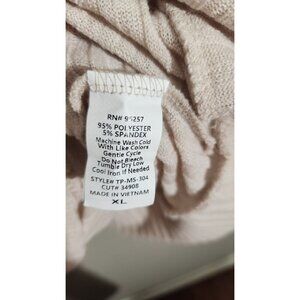 RN# 95257
95% POLYESTER
5% SPANDEX
Machine Wash Cold
With Like Colors
Gentle Cycle
Do Not Bleach
Tumble Dry Low
Cool Iron If Needed
STYLE# TP-MS-304
CUT# 34908
MADE IN VIETNAM
XL